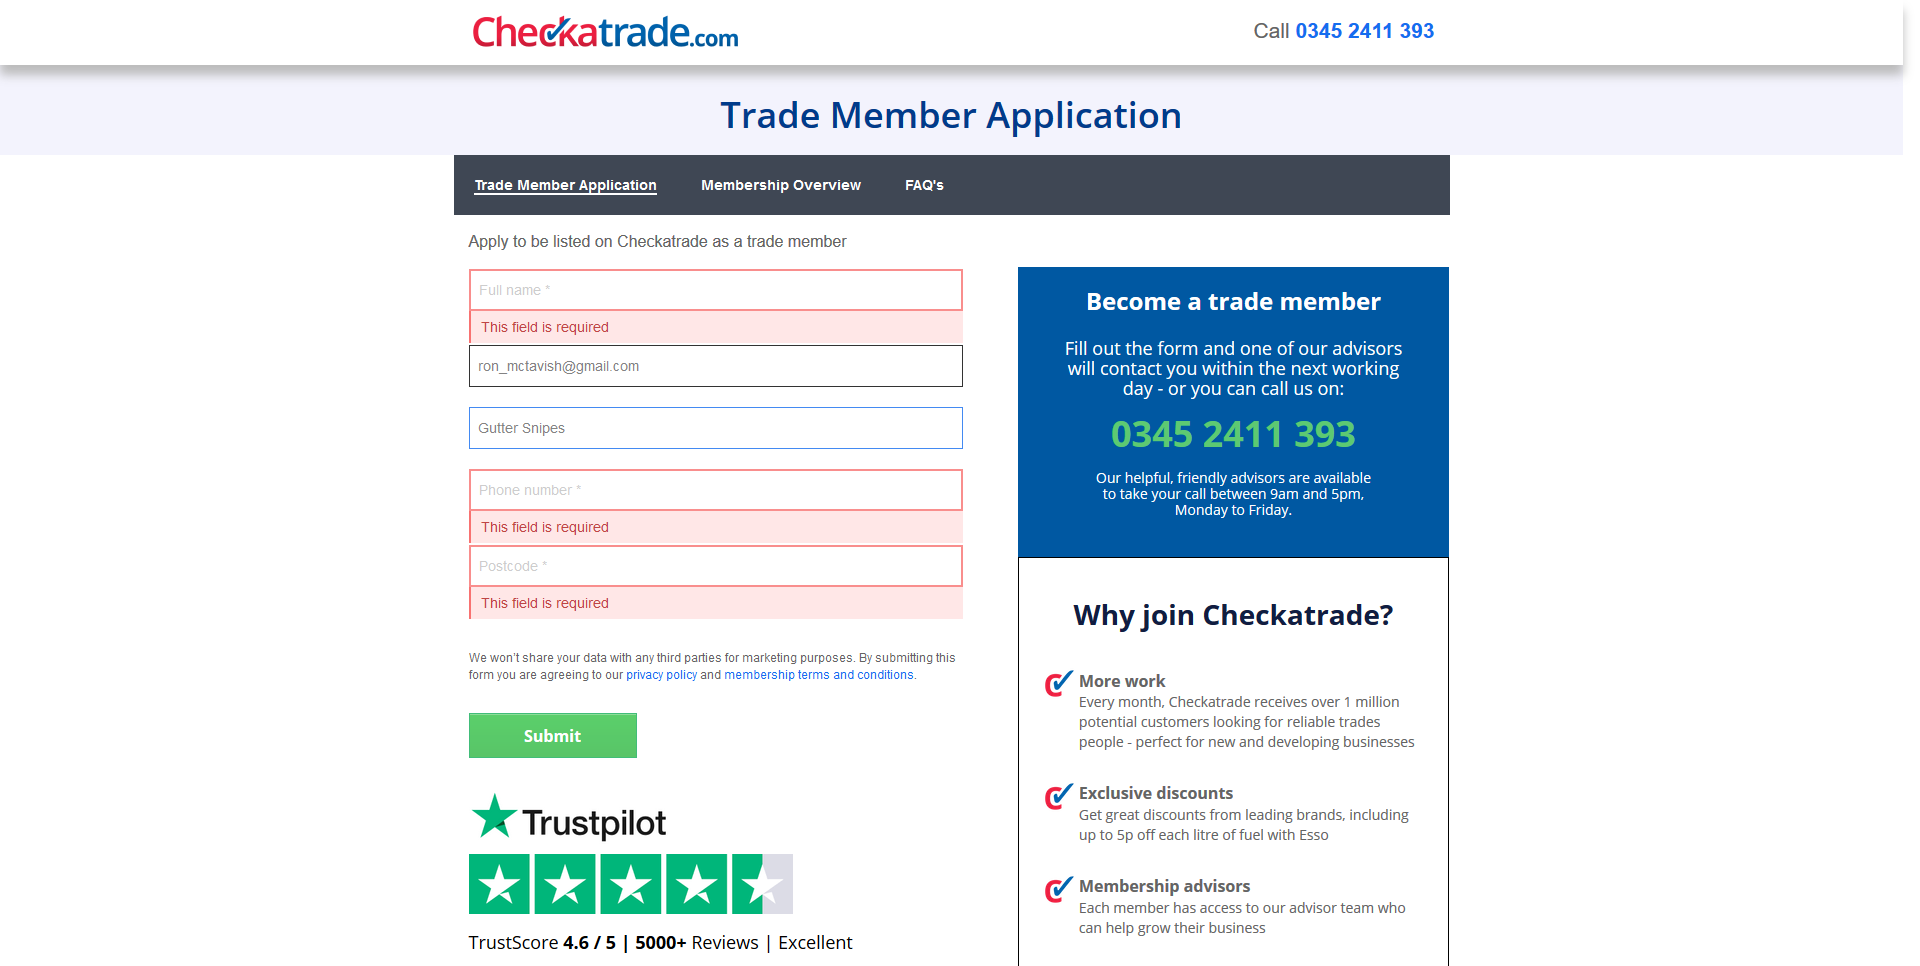 Checkatrade.com
Call 0345 2411 393
Trade Member Application
Trade Member Application
Membership Overview
FAQ's
Apply to be listed on Checkatrade as a trade member
Full name *
This field is required
ron_mctavish@gmail.com
Gutter Snipes
Phone number *
This field is required
Postcode *
This field is required
We won't share your data with any third parties for marketing purposes. By submitting this
form you are agreeing to our privacy policy and membership terms and conditions.
Submit
Trustpilot
TrustScore 4.6 / 5 | 5000+ Reviews | Excellent
Become a trade member
Fill out the form and one of our advisors
will contact you within the next working
day - or you can call us on:
0345 2411 393
Our helpful, friendly advisors are available
to take your call between 9am and 5pm,
Monday to Friday.
Why join Checkatrade?
More work
Every month, Checkatrade receives over 1 million
potential customers looking for reliable trades
people - perfect for new and developing businesses
Exclusive discounts
Get great discounts from leading brands, including
up to 5p off each litre of fuel with Esso
Membership advisors
Each member has access to our advisor team who
can help grow their business